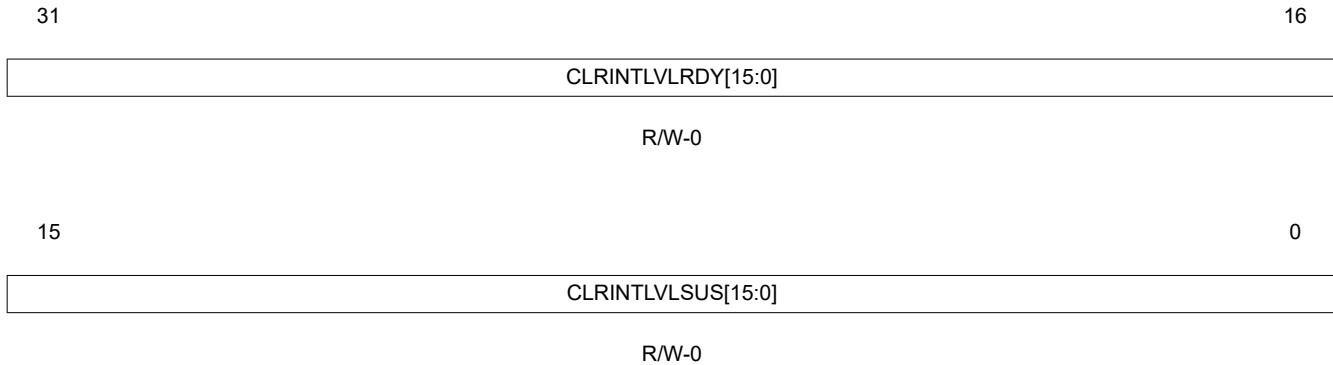 31 16
CLRINTLVLRDY[15:0]
R/W-0
15 0
CLRINTLVLSUS[15:0]
R/W-0